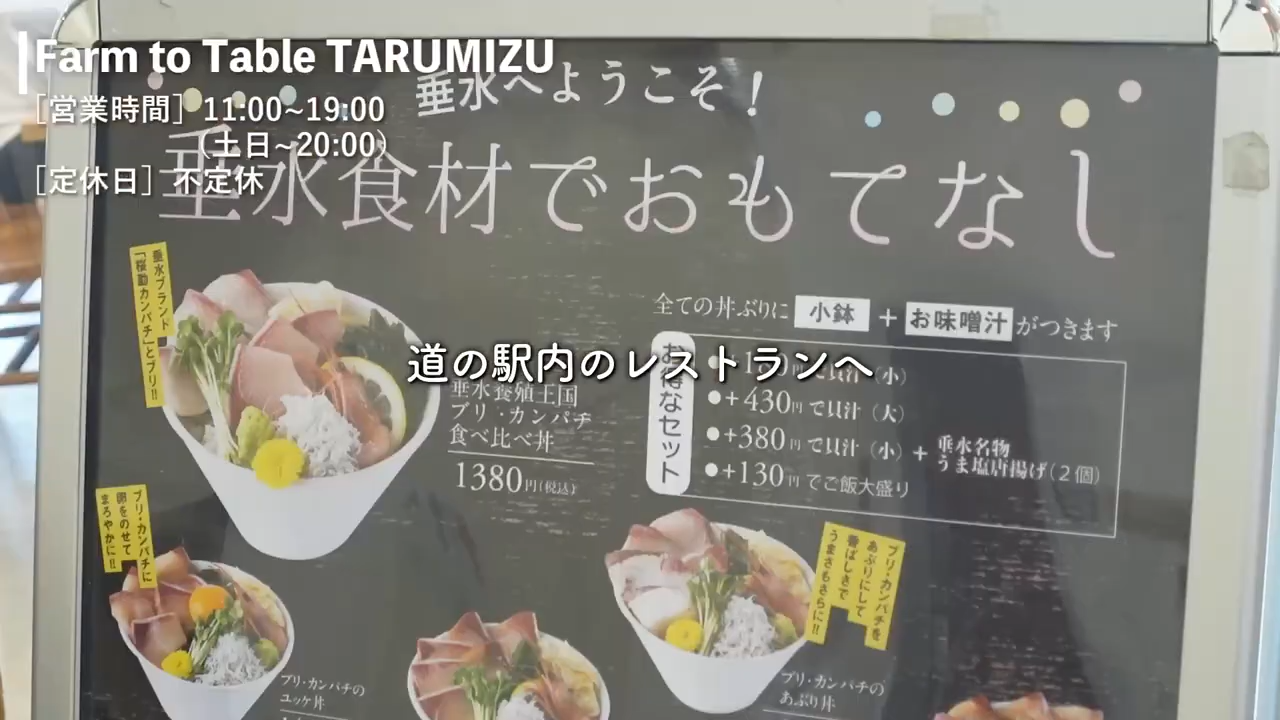 Farm to Table TARUMIZU
［営業時間］11:00~19:00
（土日~20:00）
［定休日］不定休
垂水へようこそ！
垂水食材でおもてなし
垂水ブランド
「桜勘カンパチ」とブリ!!
全ての丼ぶりに 小鉢 + お味噌汁 がつきます
道の駅内のレストランへ
お得なセット
で貝汁（小）
●+430円で貝汁（大）
●+380円で貝汁（小）+ 垂水名物
うま塩唐揚げ（2個）
●+130円でご飯大盛り
垂水養殖王国
ブリ・カンパチ
食べ比べ丼
1380円(税込)
ブリ・カンパチに
卵をのせて
まろやかに!!
ブリ・カンパチを
あぶりにして
香ばしさで
うまさもさらに!!
ブリ・カンパチの
ユッケ丼
ブリ・カンパチの
あぶり丼